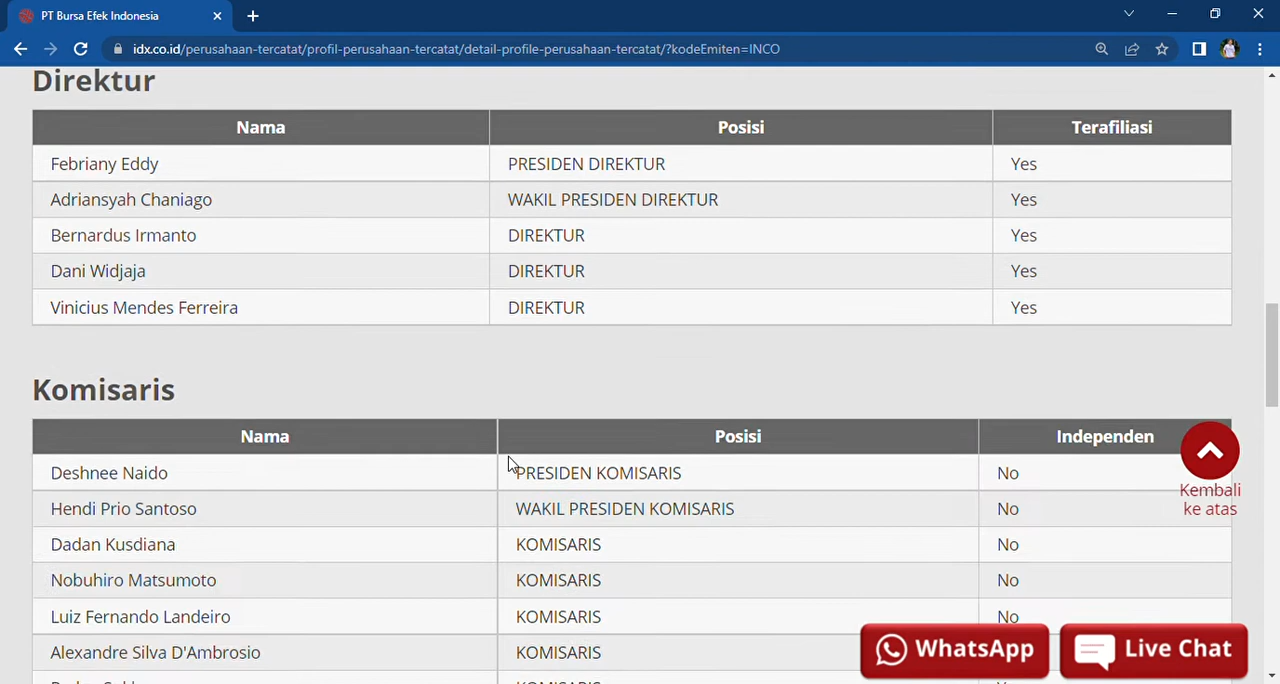 PT Bursa Efek Indonesia
idx.co.id/perusahaan-tercatat/profil-perusahaan-tercatat/detail-profile-perusahaan-tercatat/?kodeEmiten=INCO
Direktur
Nama Posisi Terafiliasi
Febriany Eddy PRESIDEN DIREKTUR Yes
Adriansyah Chaniago WAKIL PRESIDEN DIREKTUR Yes
Bernardus Irmanto DIREKTUR Yes
Dani Widjaja DIREKTUR Yes
Vinicius Mendes Ferreira DIREKTUR Yes
Komisaris
Nama Posisi Independen
Deshnee Naido PRESIDEN KOMISARIS No
Hendi Prio Santoso WAKIL PRESIDEN KOMISARIS No
Dadan Kusdiana KOMISARIS No
Nobuhiro Matsumoto KOMISARIS No
Luiz Fernando Landeiro KOMISARIS No
Alexandre Silva D'Ambrosio KOMISARIS
Kembali
ke atas
WhatsApp
Live Chat